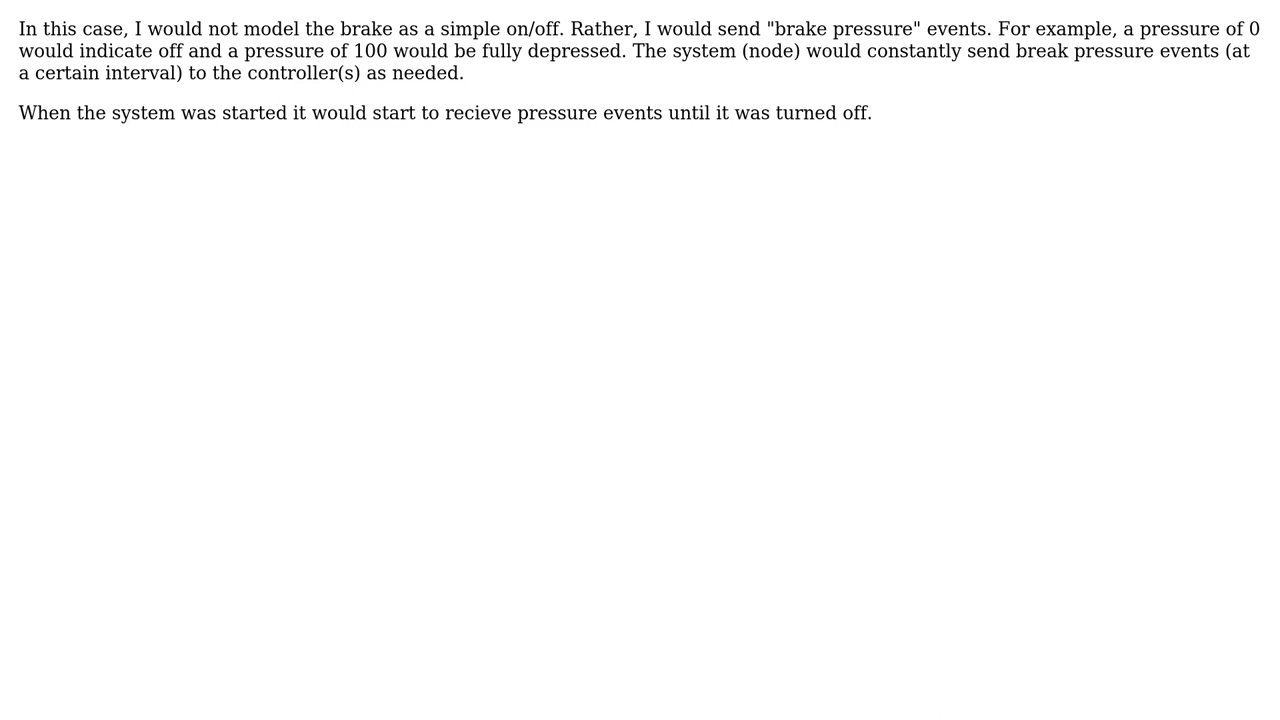 In this case, I would not model the brake as a simple on/off. Rather, I would send "brake pressure" events. For example, a pressure of 0
would indicate off and a pressure of 100 would be fully depressed. The system (node) would constantly send break pressure events (at
a certain interval) to the controller(s) as needed.
When the system was started it would start to recieve pressure events until it was turned off.